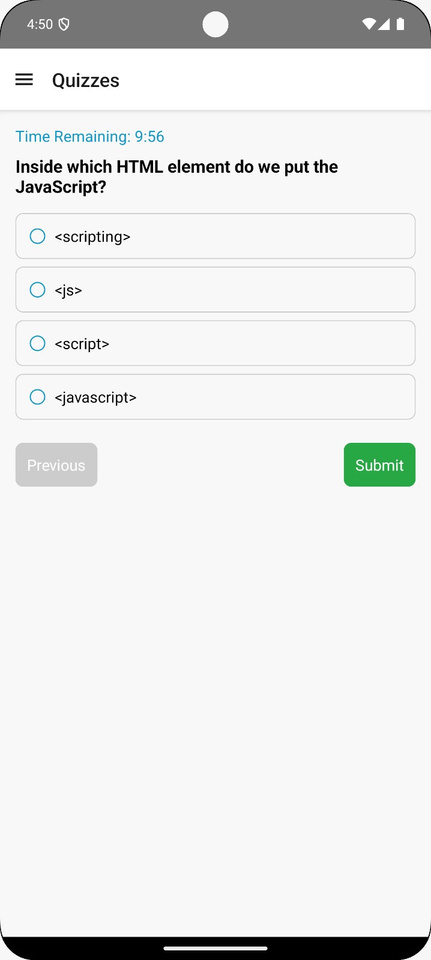 4:50
Quizzes
Time Remaining: 9:56
Inside which HTML element do we put the
JavaScript?
<scripting>
<js>
<script>
<javascript>
Previous
Submit